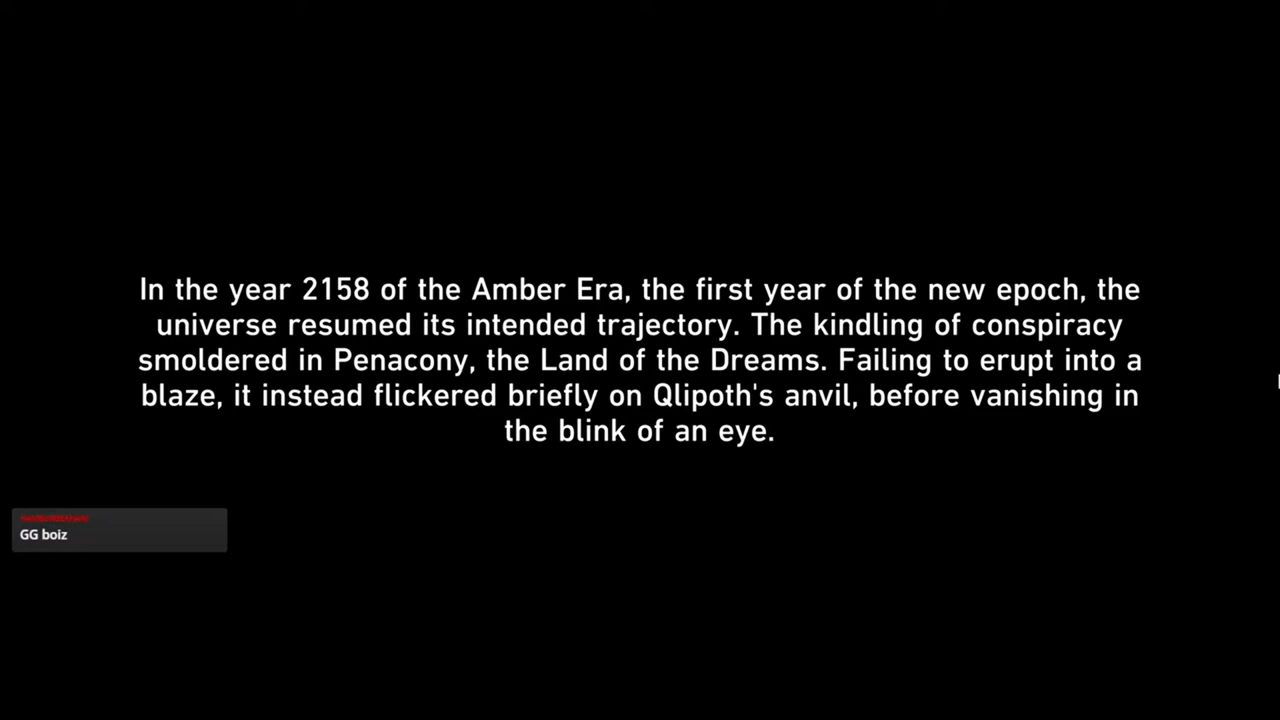 In the year 2158 of the Amber Era, the first year of the new epoch, the
universe resumed its intended trajectory. The kindling of conspiracy
smoldered in Penacony, the Land of the Dreams. Failing to erupt into a
blaze, it instead flickered briefly on Qlipoth's anvil, before vanishing in
the blink of an eye.
GG boiz